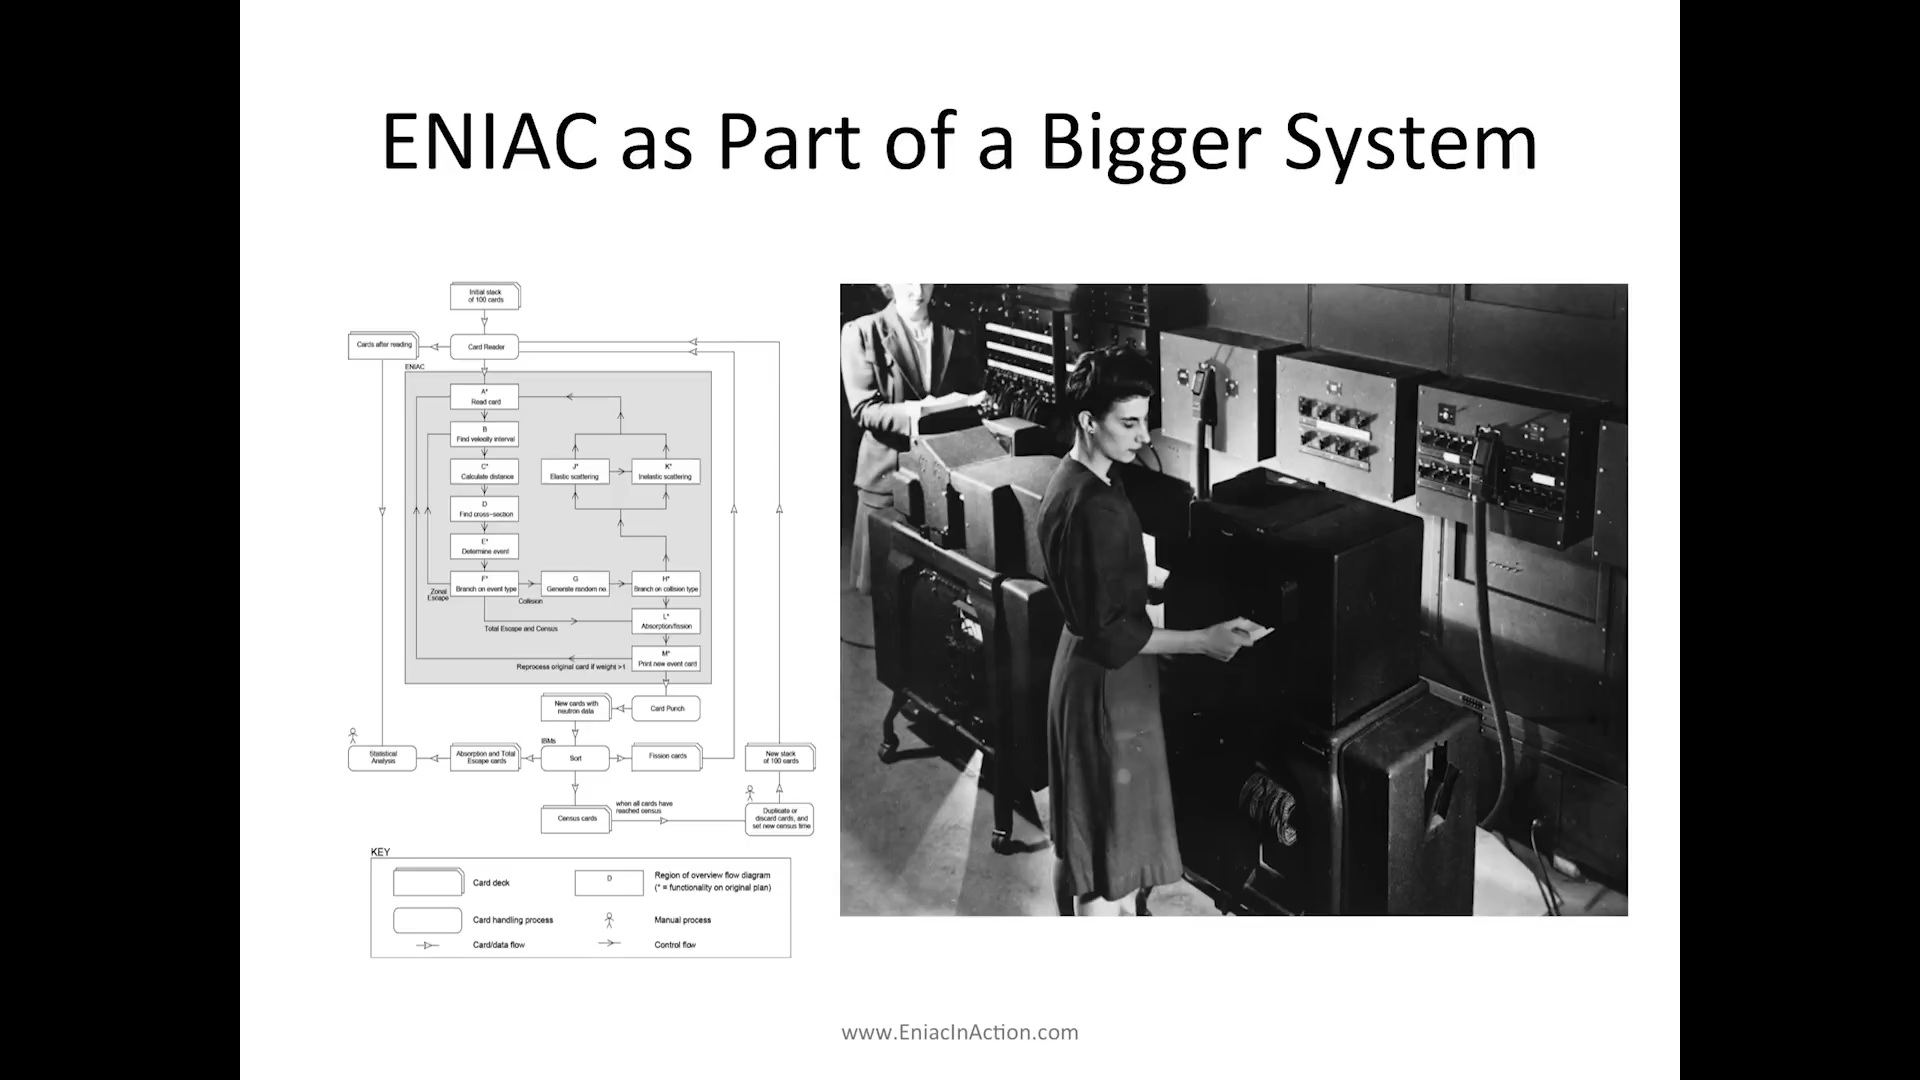 ENIAC as Part of a Bigger System
Initial stack
of 100 cards
Cards after reading
Card Reader
ENIAC
A*
Read card
B
Find velocity interval
C*
Calculate distance
J*
Elastic scattering
K*
Inelastic scattering
D
Find cross-section
E*
Determine event
F*
Branch on event type
G
Generate random no.
H*
Branch on collision type
Zonal
Escape
Collision
L*
Absorption/fission
Total Escape and Census
M*
Print new event card
Reprocess original card if weight >1
New cards with
neutron data
Card Punch
IBMs
Statistical
Analysis
Absorption and Total
Escape cards
Sort
Fission cards
New stack
of 100 cards
when all cards have
reached census
Census cards
Duplicate or
discard cards, and
set new census time
KEY
Card deck
D
Region of overview flow diagram
(* = functionality on original plan)
Card handling process
Manual process
Card/data flow
Control flow
www.EniacInAction.com